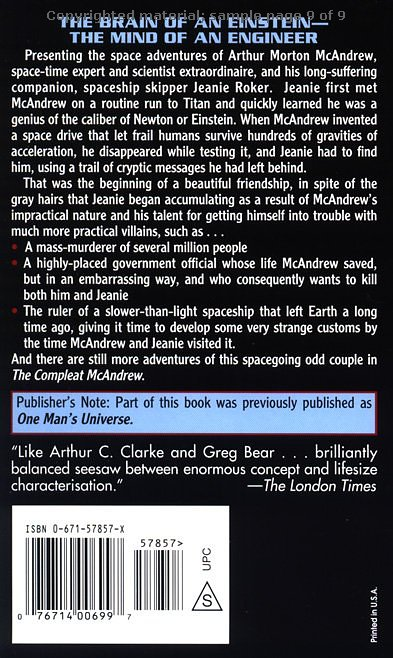 Copyrighted material: sample page 9 of 9
THE BRAIN OF AN EINSTEIN—
THE MIND OF AN ENGINEER
Presenting the space adventures of Arthur Morton McAndrew,
space-time expert and scientist extraordinaire, and his long-suffering
companion, spaceship skipper Jeanie Roker. Jeanie first met
McAndrew on a routine run to Titan and quickly learned he was a
genius of the caliber of Newton or Einstein. When McAndrew invented
a space drive that let frail humans survive hundreds of gravities of
acceleration, he disappeared while testing it, and Jeanie had to find
him, using a trail of cryptic messages he had left behind.
That was the beginning of a beautiful friendship, in spite of the
gray hairs that Jeanie began accumulating as a result of McAndrew's
impractical nature and his talent for getting himself into trouble with
much more practical villains, such as . . .
• A mass-murderer of several million people
• A highly-placed government official whose life McAndrew saved,
but in an embarrassing way, and who consequently wants to kill
both him and Jeanie
• The ruler of a slower-than-light spaceship that left Earth a long
time ago, giving it time to develop some very strange customs by
the time McAndrew and Jeanie visited it.
And there are still more adventures of this spacegoing odd couple in
The Compleat McAndrew.
Publisher's Note: Part of this book was previously published as
One Man's Universe.
"Like Arthur C. Clarke and Greg Bear . . . brilliantly
balanced seesaw between enormous concept and lifesize
characterisation."
—The London Times
ISBN 0-671-57857-X
57857>
0 76714 00699 7
UPC
S
Printed in U.S.A.